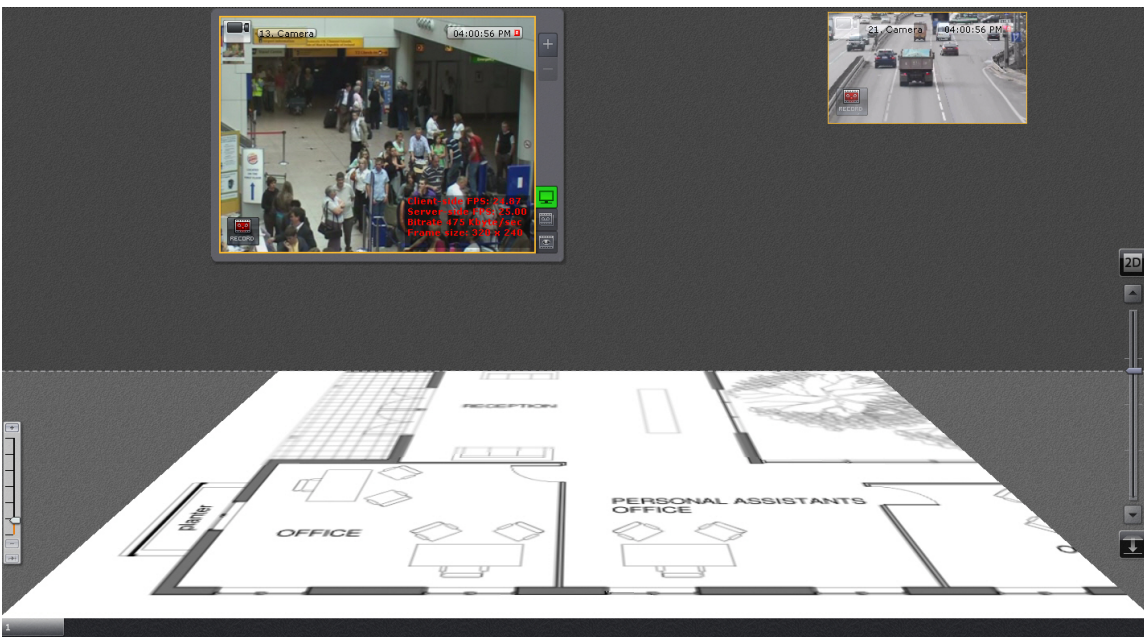 13. Camera
04:00:56 PM
21. Camera
04:00:56 PM
RECORD
Client site FPS: 24.87
Server site FPS: 25.00
Bitrate 475 Kbyte/sec
Frame size: 320 x 240
RECORD
2D
RECEPTION
PERSONAL ASSISTANTS
OFFICE
OFFICE
planter
1